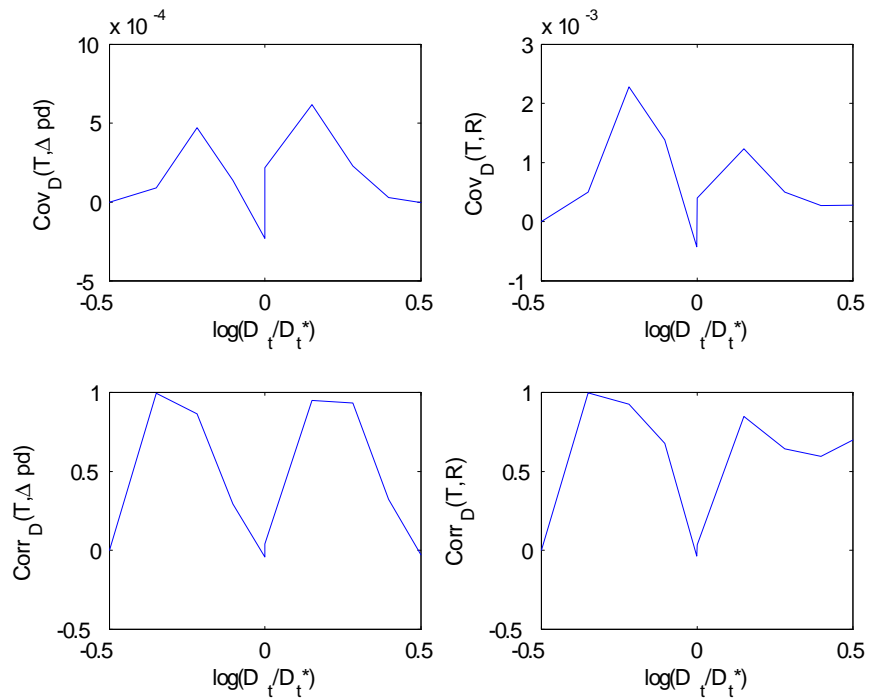 x 10 -4
10
5
0
-5
-0.5 0 0.5
Cov_D(T,Δ pd)
log(D_t/D_t*)
x 10 -3
3
2
1
0
-1
-0.5 0 0.5
Cov_D(T,R)
log(D_t/D_t*)
1
0.5
0
-0.5
-0.5 0 0.5
Corr_D(T,Δ pd)
log(D_t/D_t*)
1
0.5
0
-0.5
-0.5 0 0.5
Corr_D(T,R)
log(D_t/D_t*)